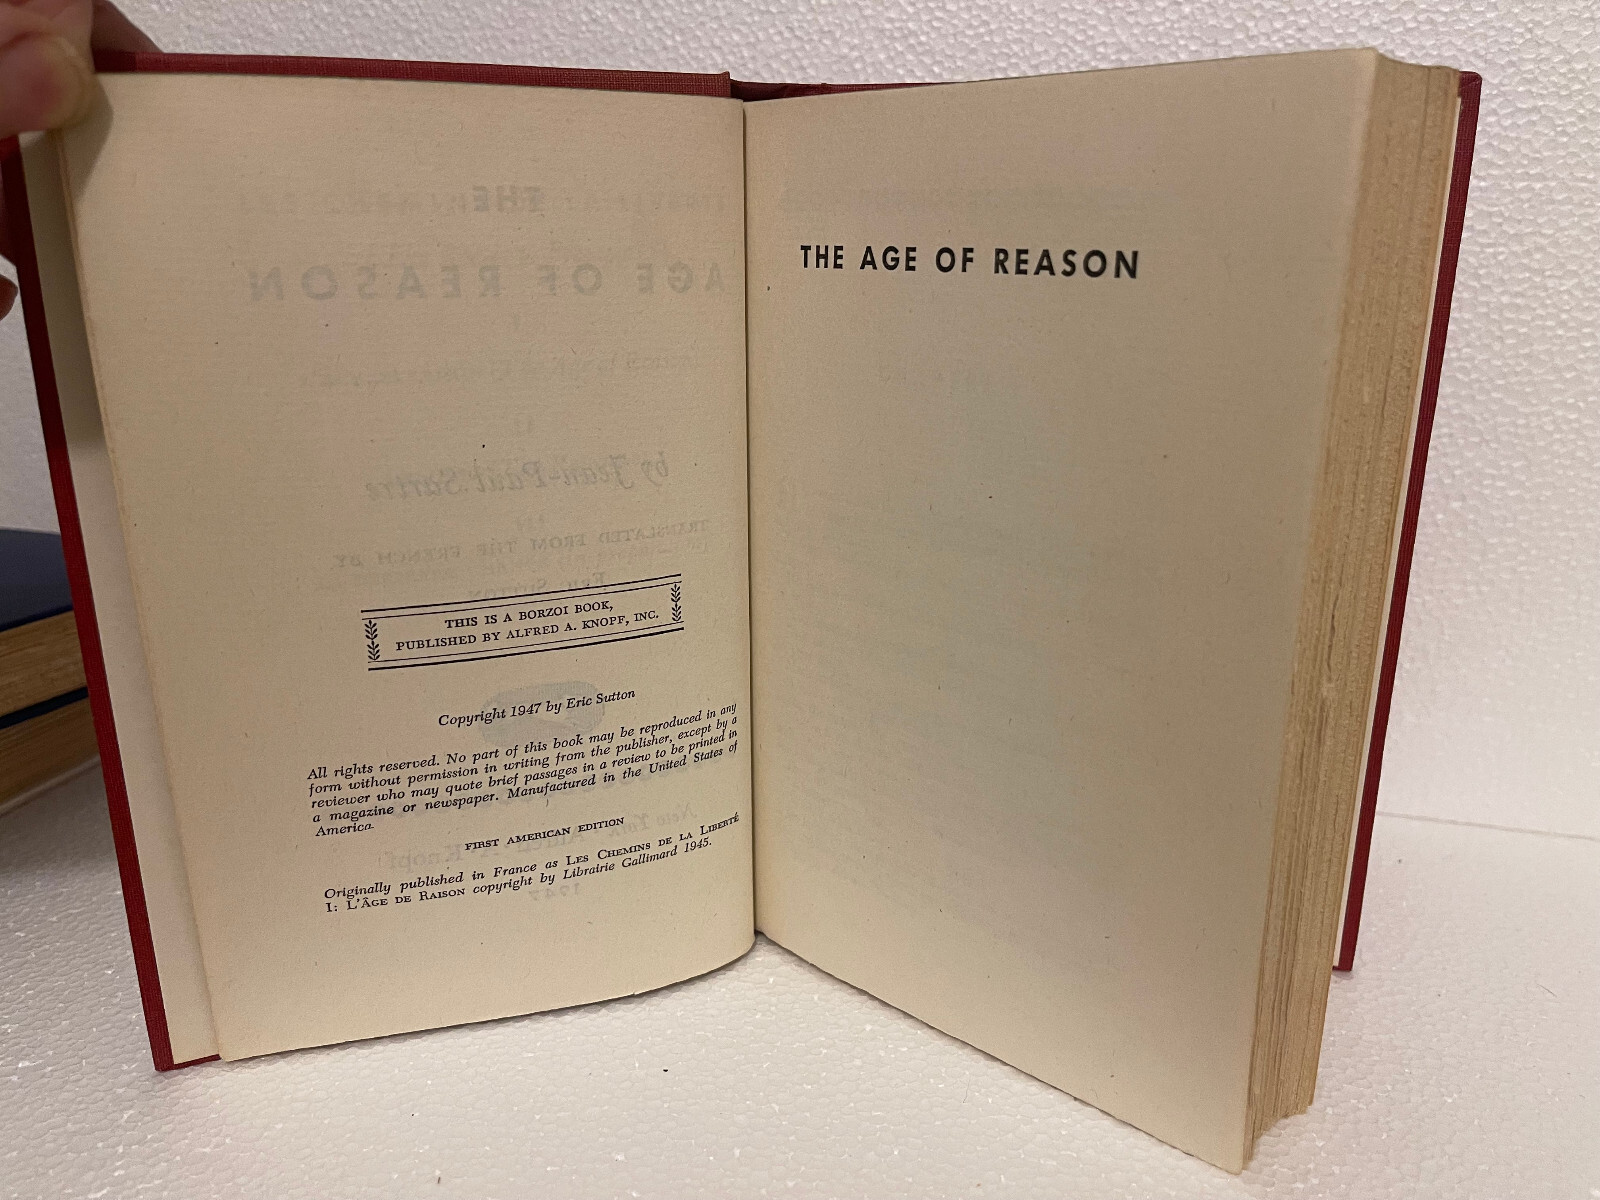 THIS IS A BORZOI BOOK,
PUBLISHED BY ALFRED A. KNOPF, INC.
Copyright 1947 by Eric Sutton
All rights reserved. No part of this book may be reproduced in any
form without permission in writing from the publisher, except by a
reviewer who may quote brief passages in a review to be printed in
a magazine or newspaper. Manufactured in the United States of
America.
FIRST AMERICAN EDITION
Originally published in France as LES CHEMINS DE LA LIBERTÉ
I: L'ÂGE DE RAISON copyright by Librairie Gallimard 1945.
THE AGE OF REASON